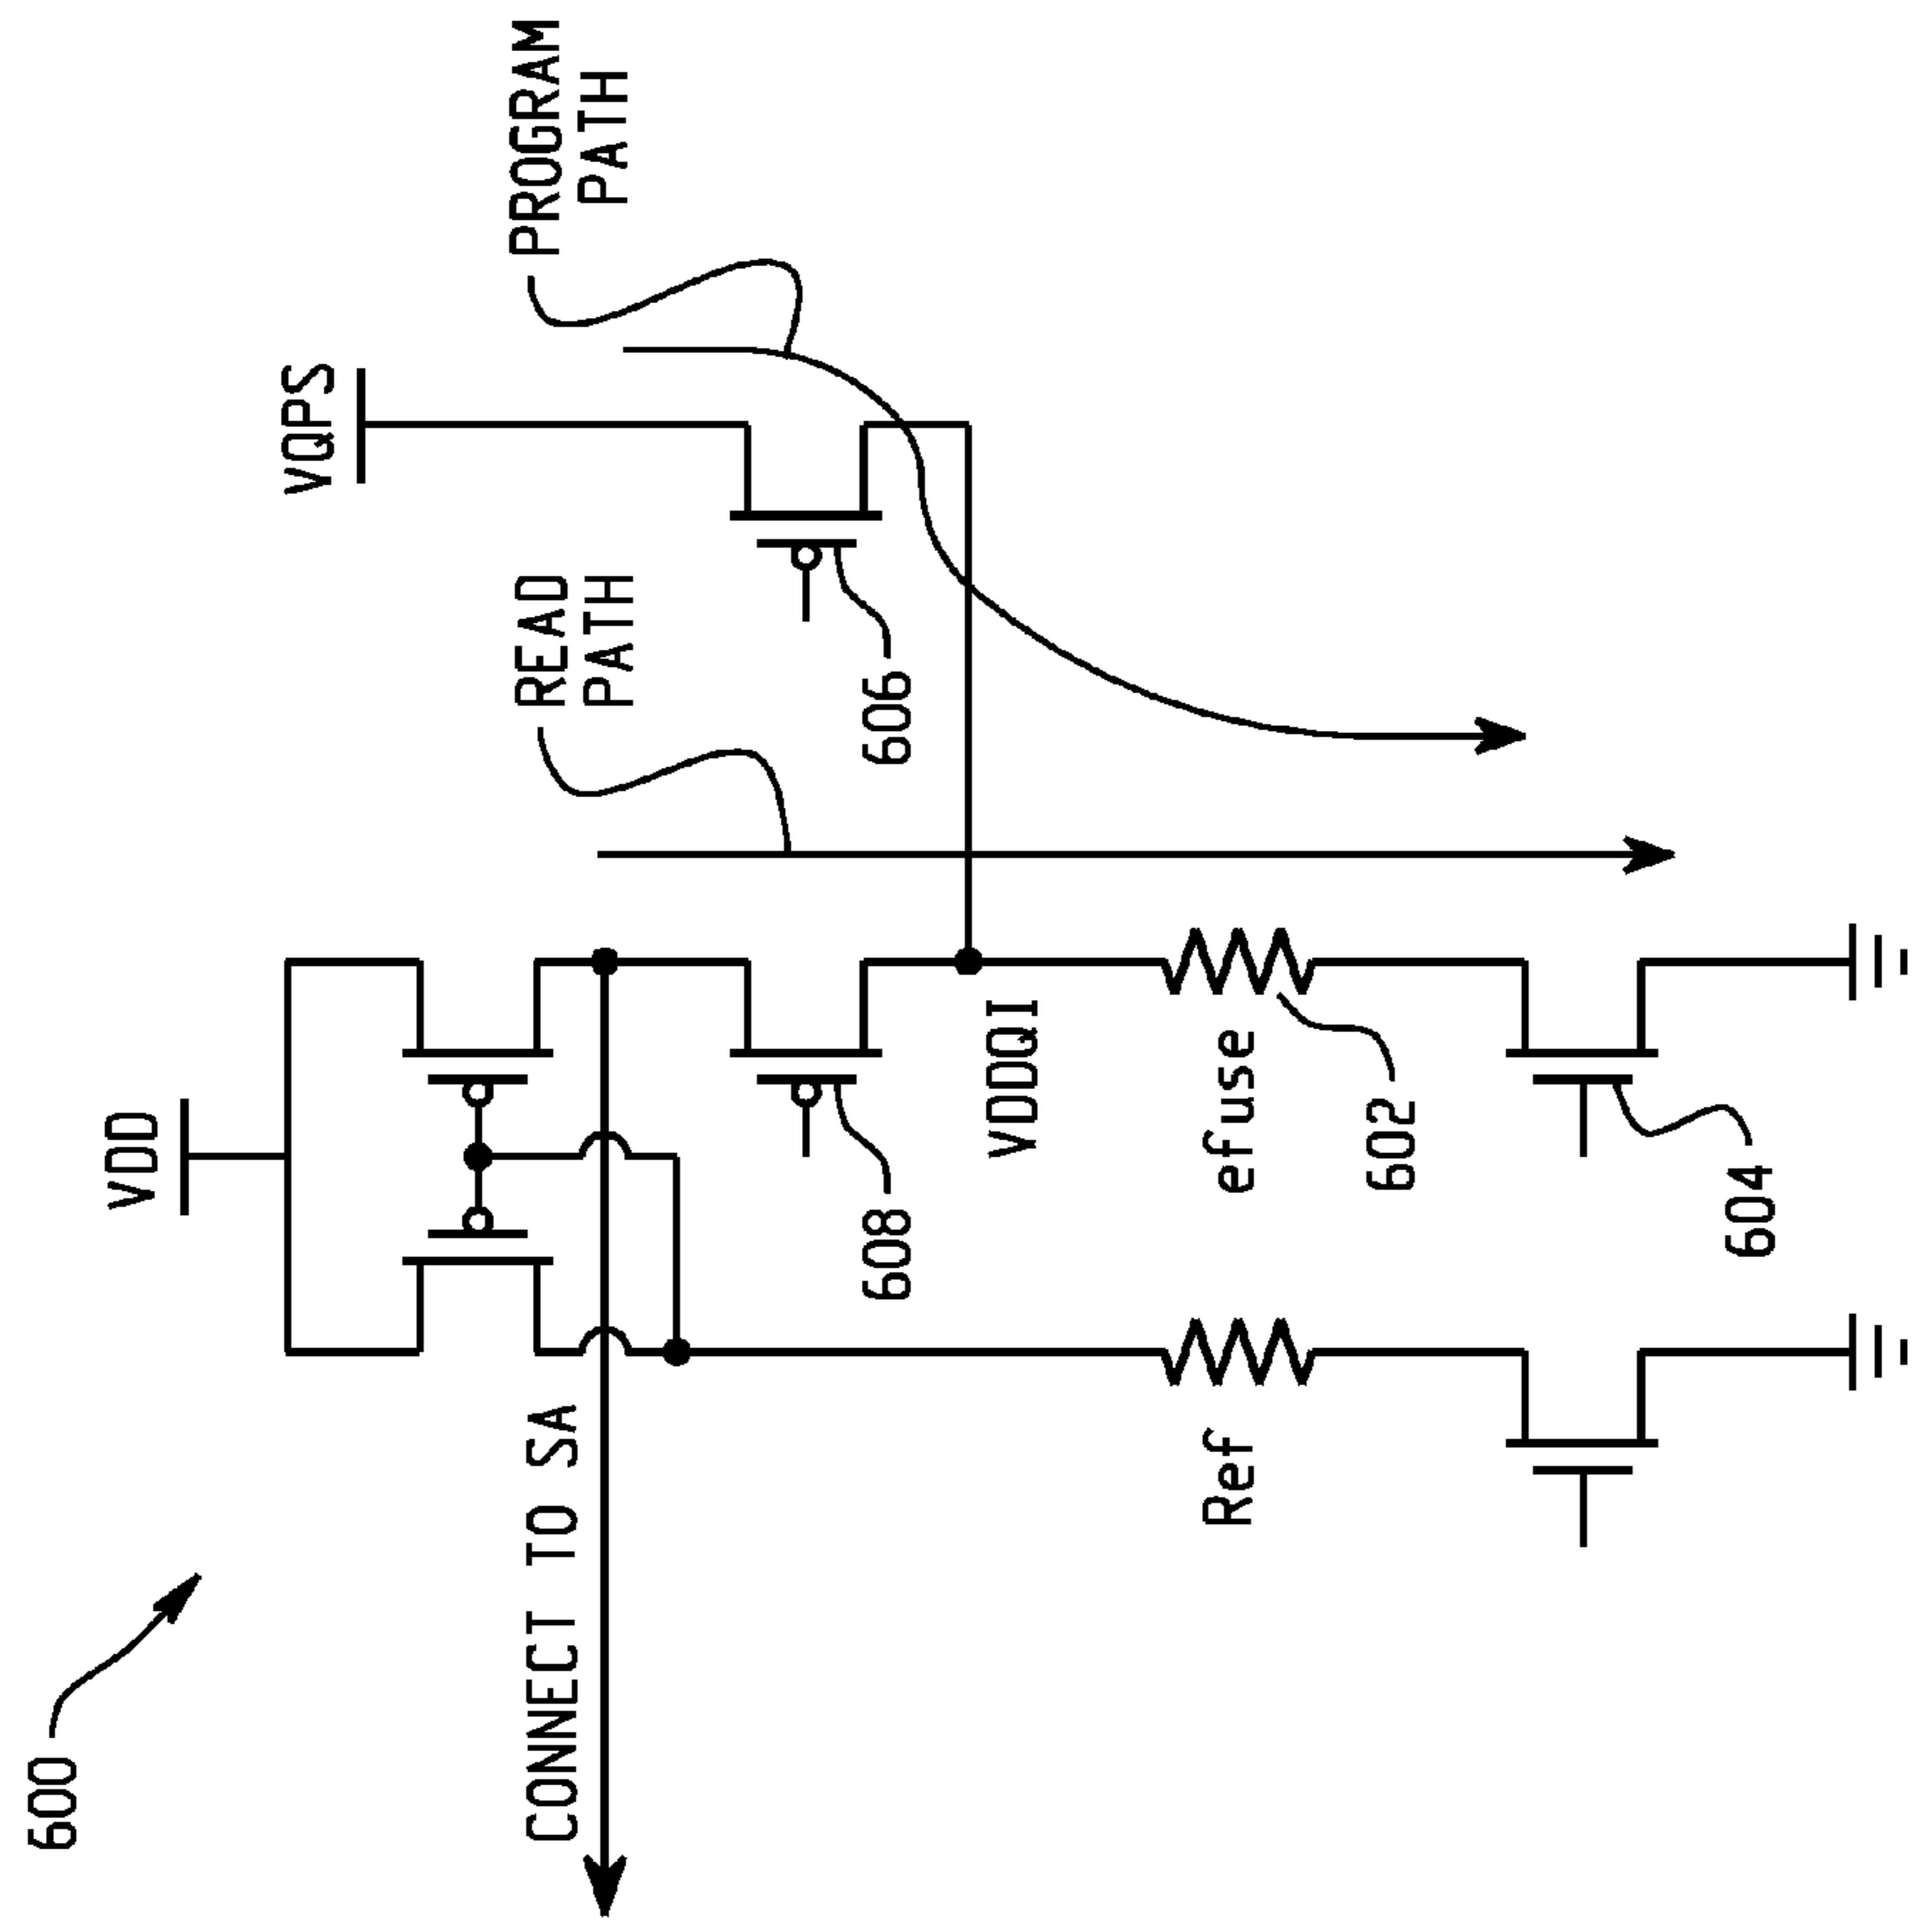 600
VDD
VQPS
CONNECT TO SA
READ
PATH
PROGRAM
PATH
608
606
VDDQI
Ref
efuse
602
604